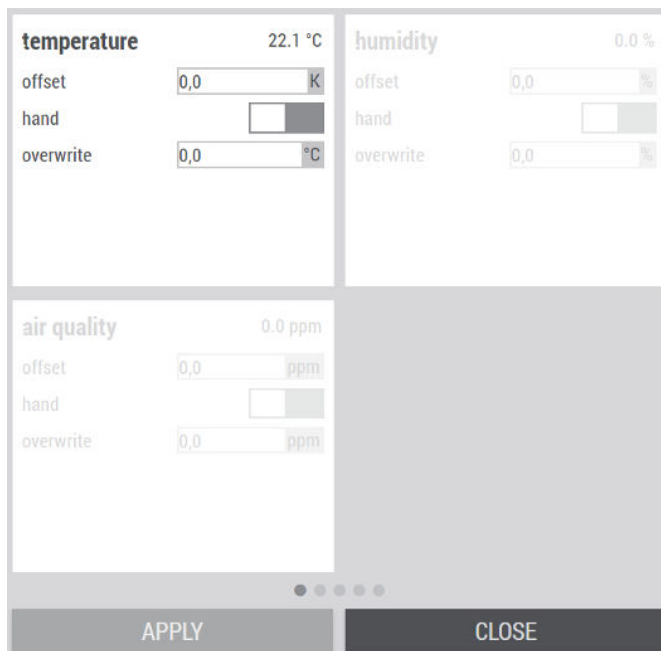 temperature 22.1 °C
offset 0,0 K
hand
overwrite 0,0 °C
humidity 0.0 %
offset 0,0 %
hand
overwrite 0,0 %
air quality 0.0 ppm
offset 0,0 ppm
hand
overwrite 0,0 ppm
APPLY
CLOSE